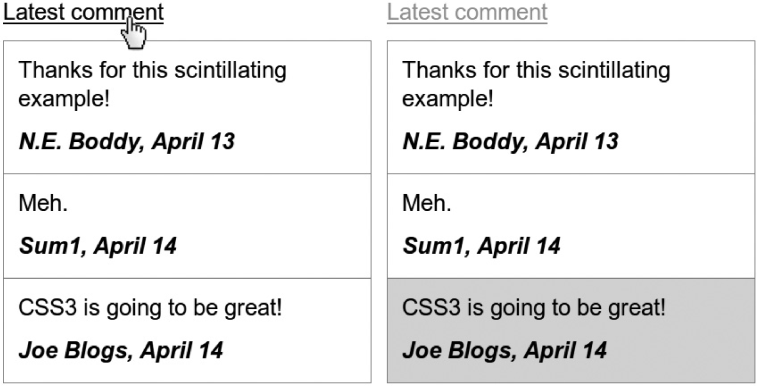 Latest comment
Thanks for this scintillating
example!
N.E. Boddy, April 13
Meh.
Sum1, April 14
CSS3 is going to be great!
Joe Blogs, April 14
Latest comment
Thanks for this scintillating
example!
N.E. Boddy, April 13
Meh.
Sum1, April 14
CSS3 is going to be great!
Joe Blogs, April 14